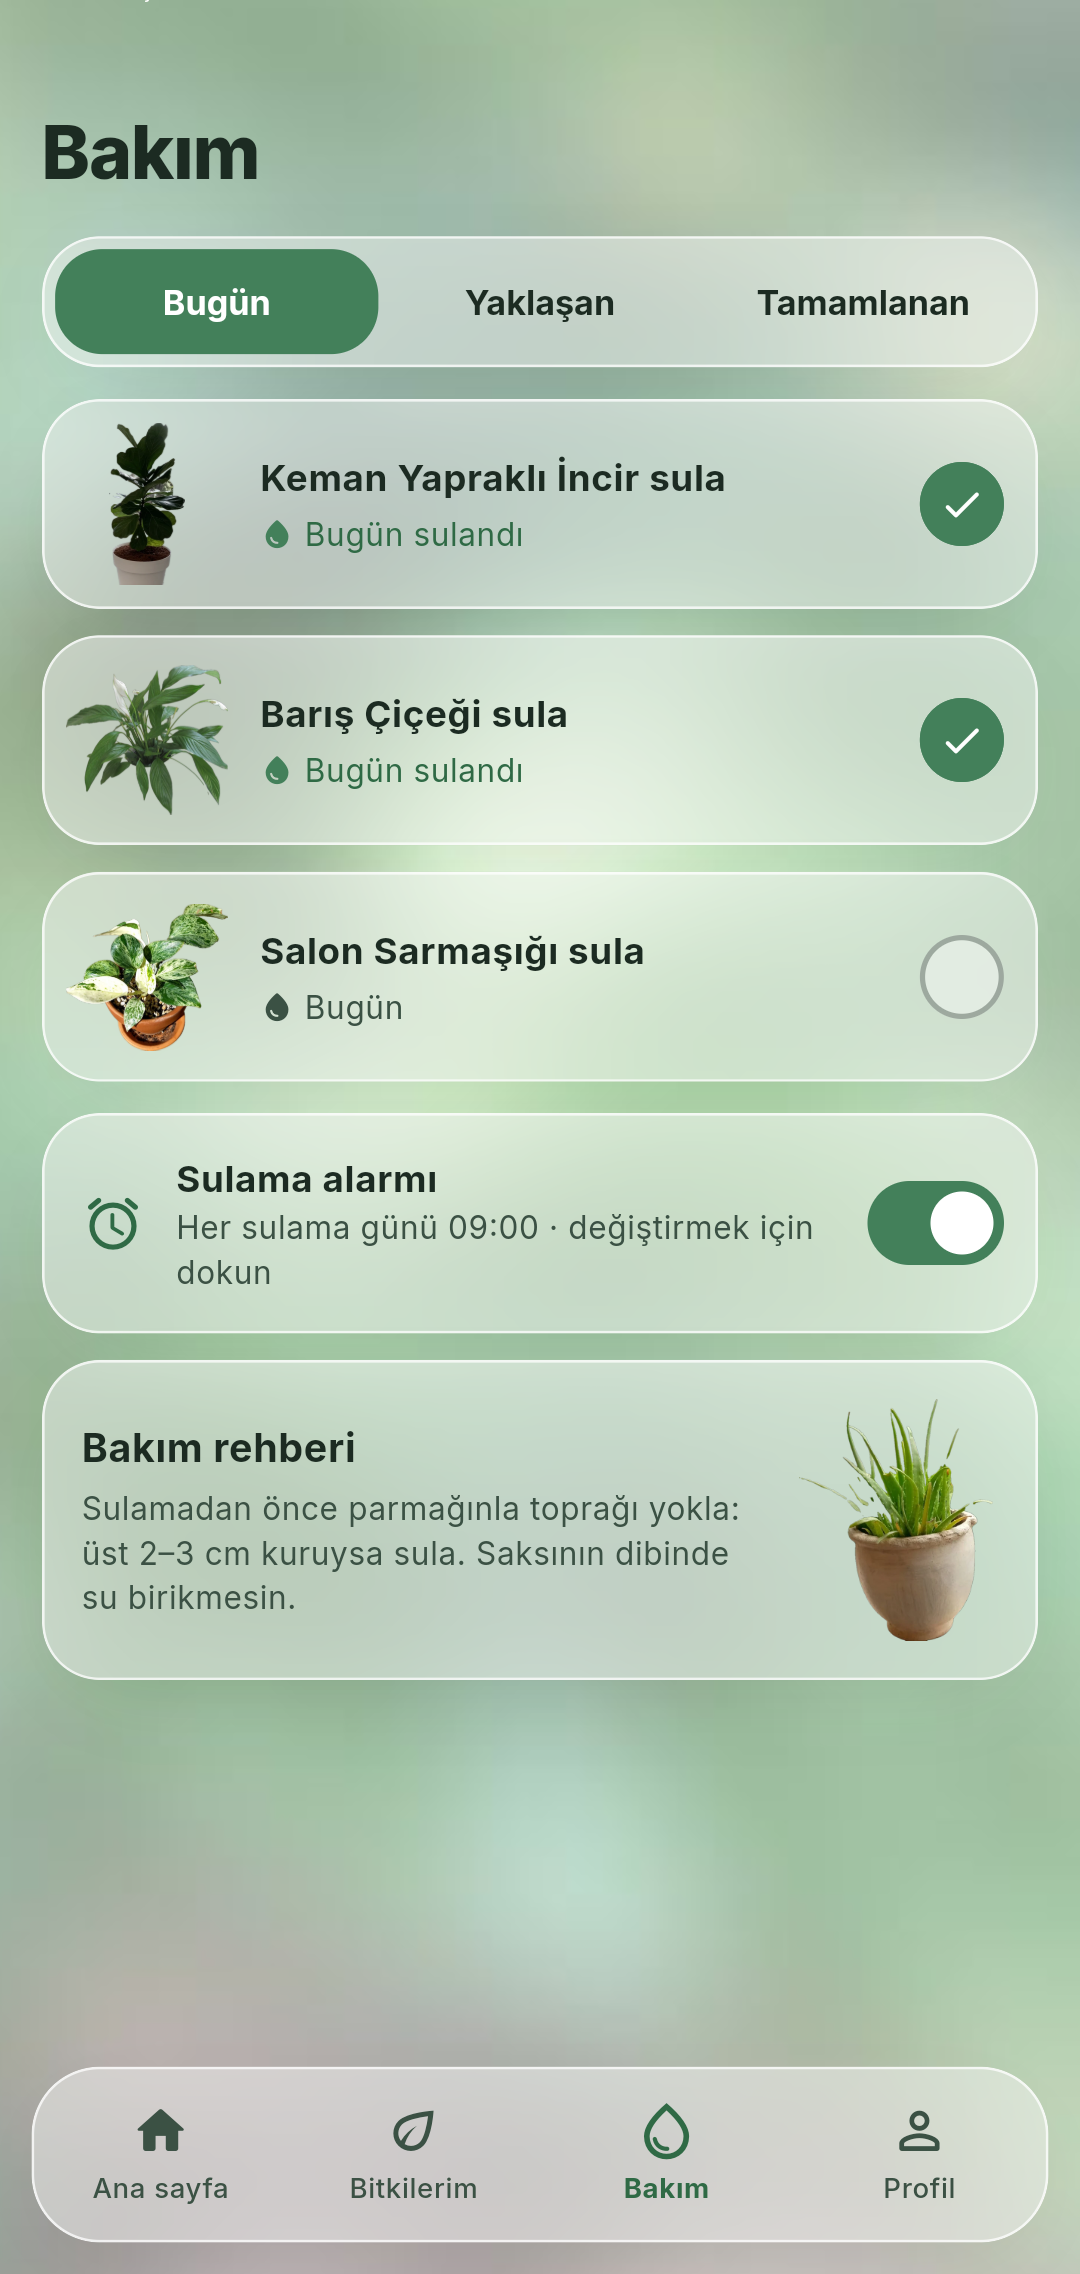 Bakım
Bugün
Yaklaşan
Tamamlanan
Keman Yapraklı İncir sula
Bugün sulandı
Barış Çiçeği sula
Bugün sulandı
Salon Sarmaşığı sula
Bugün
Sulama alarmı
Her sulama günü 09:00 · değiştirmek için
dokun
Bakım rehberi
Sulamadan önce parmağınla toprağı yokla:
üst 2–3 cm kuruysa sula. Saksının dibinde
su birikmesin.
Ana sayfa
Bitkilerim
Bakım
Profil